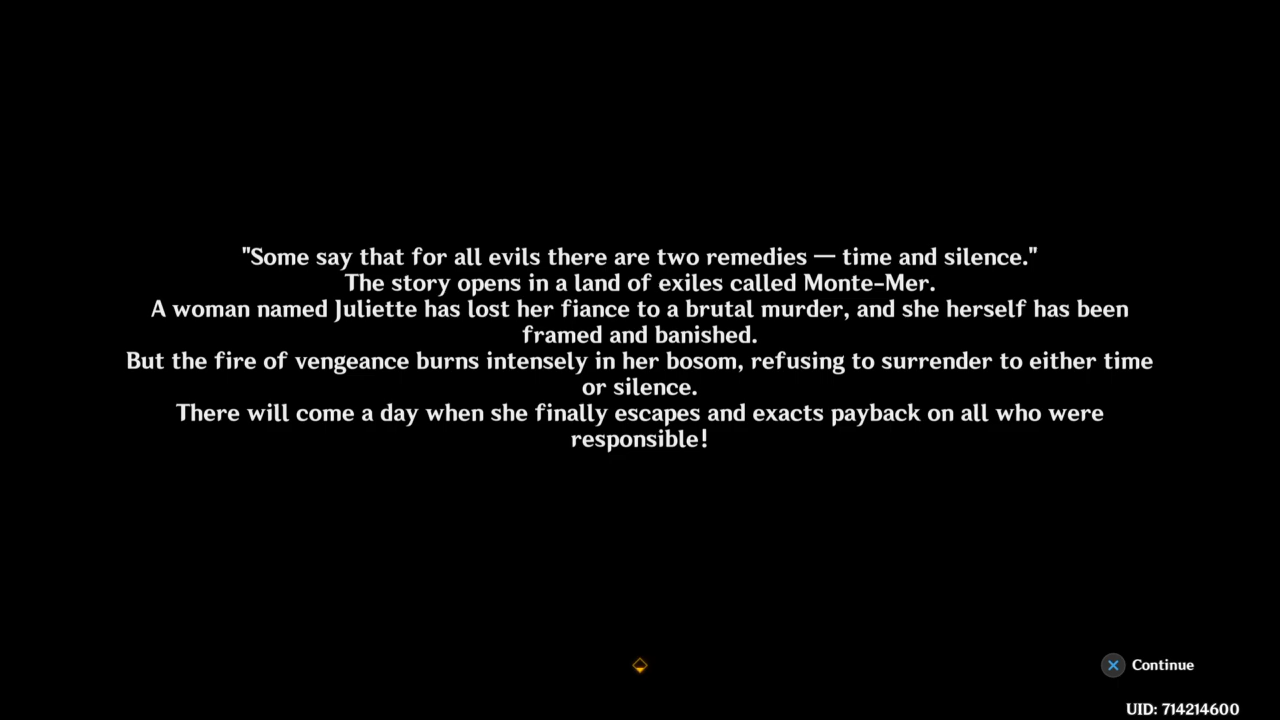 "Some say that for all evils there are two remedies — time and silence."
The story opens in a land of exiles called Monte-Mer.
A woman named Juliette has lost her fiance to a brutal murder, and she herself has been
framed and banished.
But the fire of vengeance burns intensely in her bosom, refusing to surrender to either time
or silence.
There will come a day when she finally escapes and exacts payback on all who were
responsible!
Continue
UID: 714214600